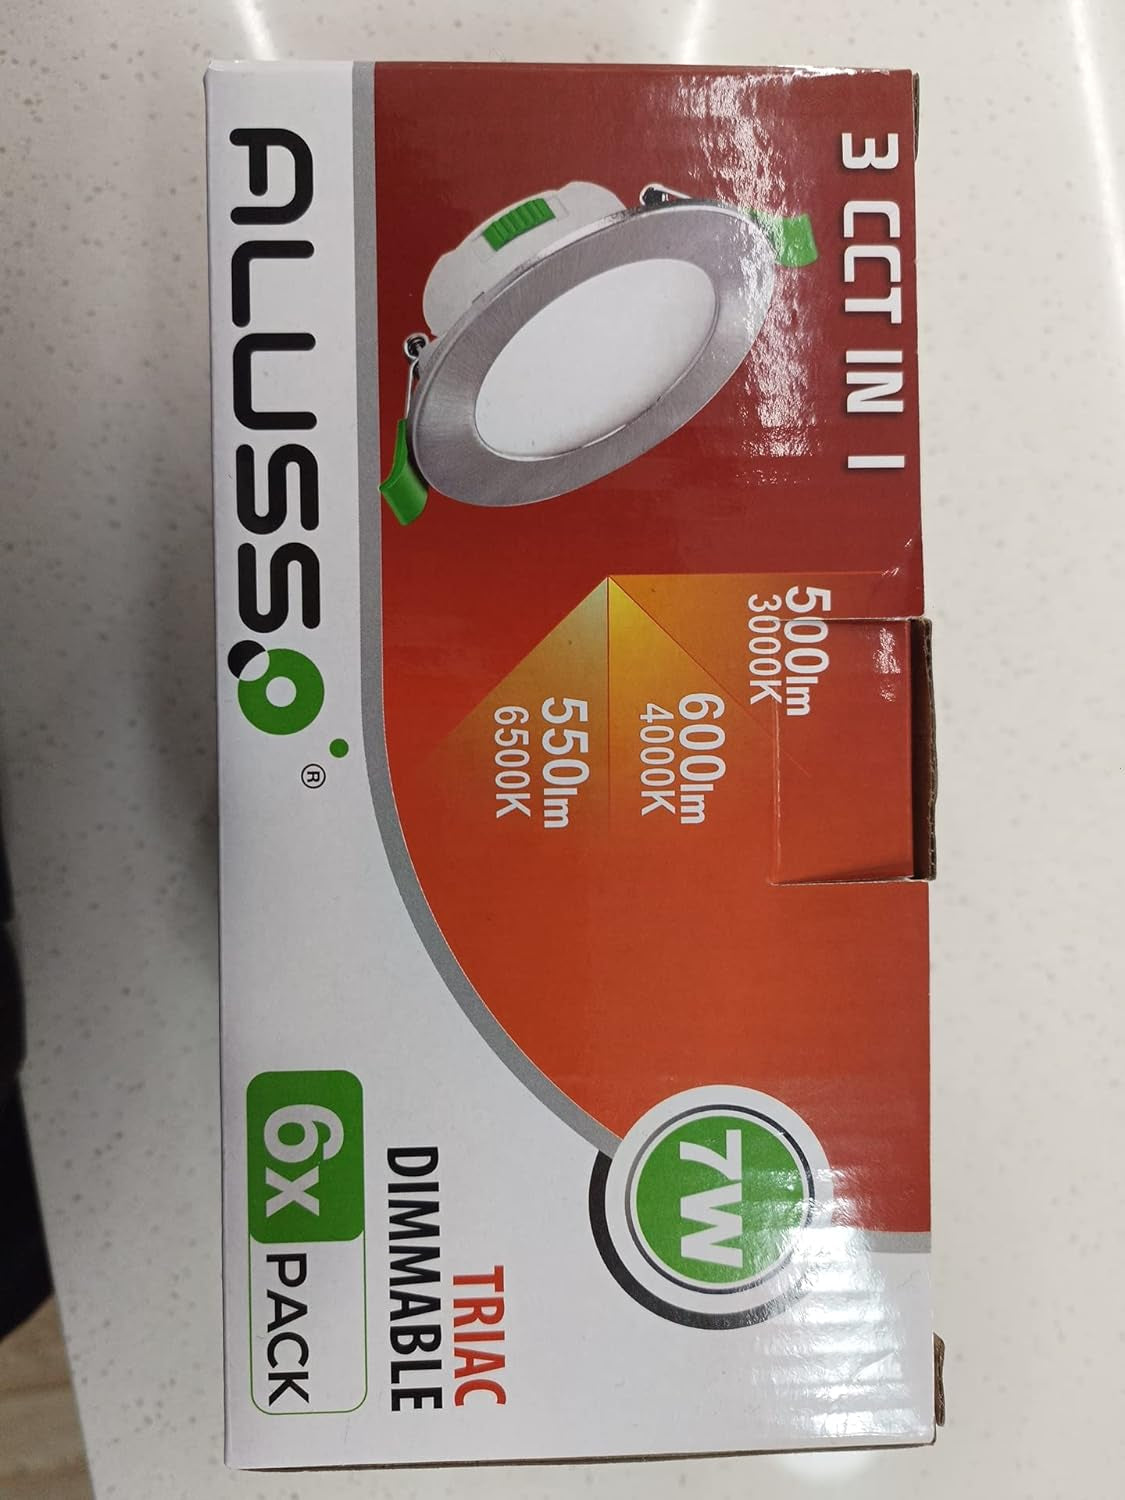 3 CCT IN 1
500lm
3000K
600lm
4000K
550lm
6500K
7W
TRIAC
DIMMABLE
ALUSSO®
6x PACK